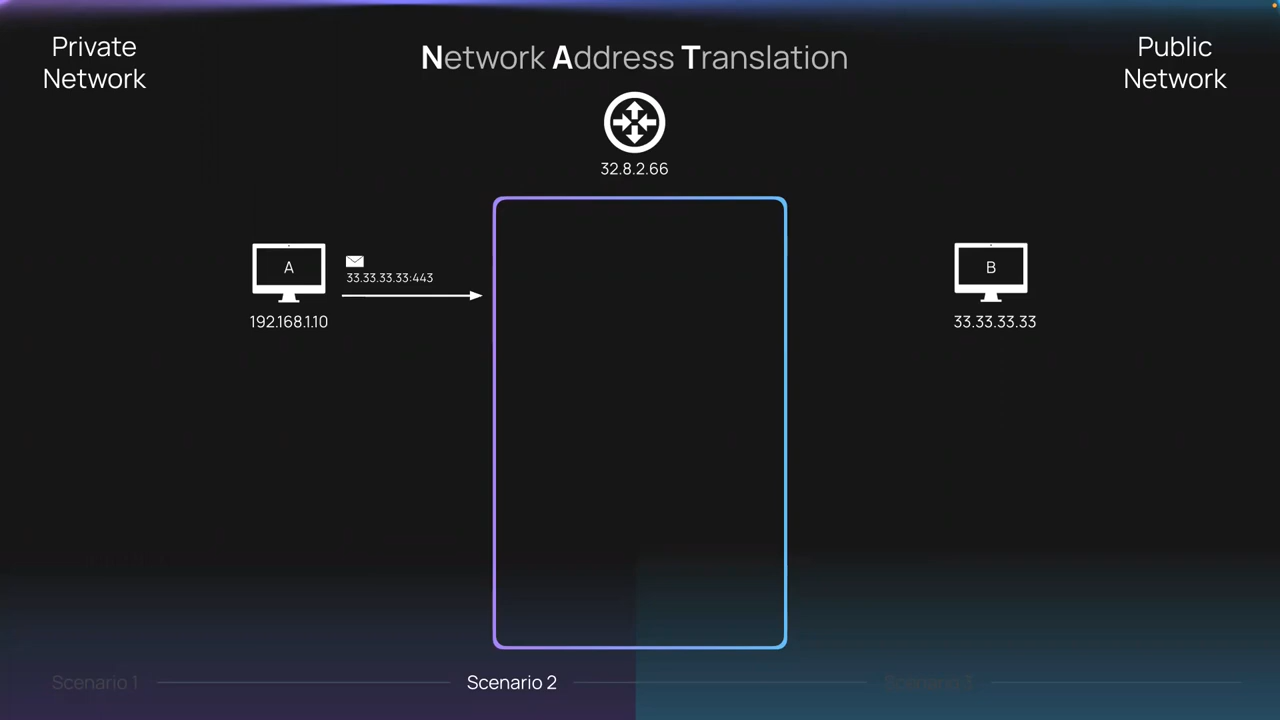 Private
Network
Network Address Translation
Public
Network
32.8.2.66
A
33.33.33.33:443
192.168.1.10
B
33.33.33.33
Scenario 1
Scenario 2